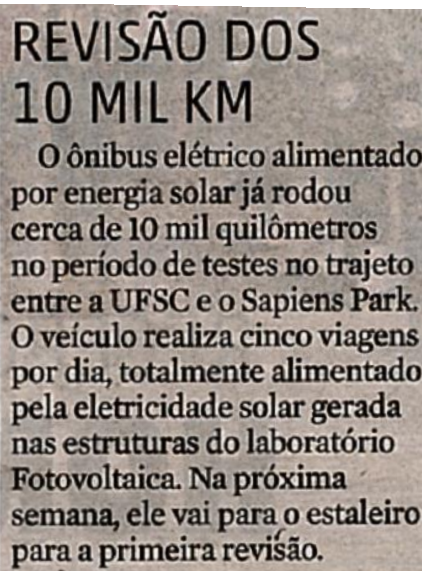 REVISÃO DOS
10 MIL KM
O ônibus elétrico alimentado
por energia solar já rodou
cerca de 10 mil quilômetros
no período de testes no trajeto
entre a UFSC e o Sapiens Park.
O veículo realiza cinco viagens
por dia, totalmente alimentado
pela eletricidade solar gerada
nas estruturas do laboratório
Fotovoltaica. Na próxima
semana, ele vai para o estaleiro
para a primeira revisão.